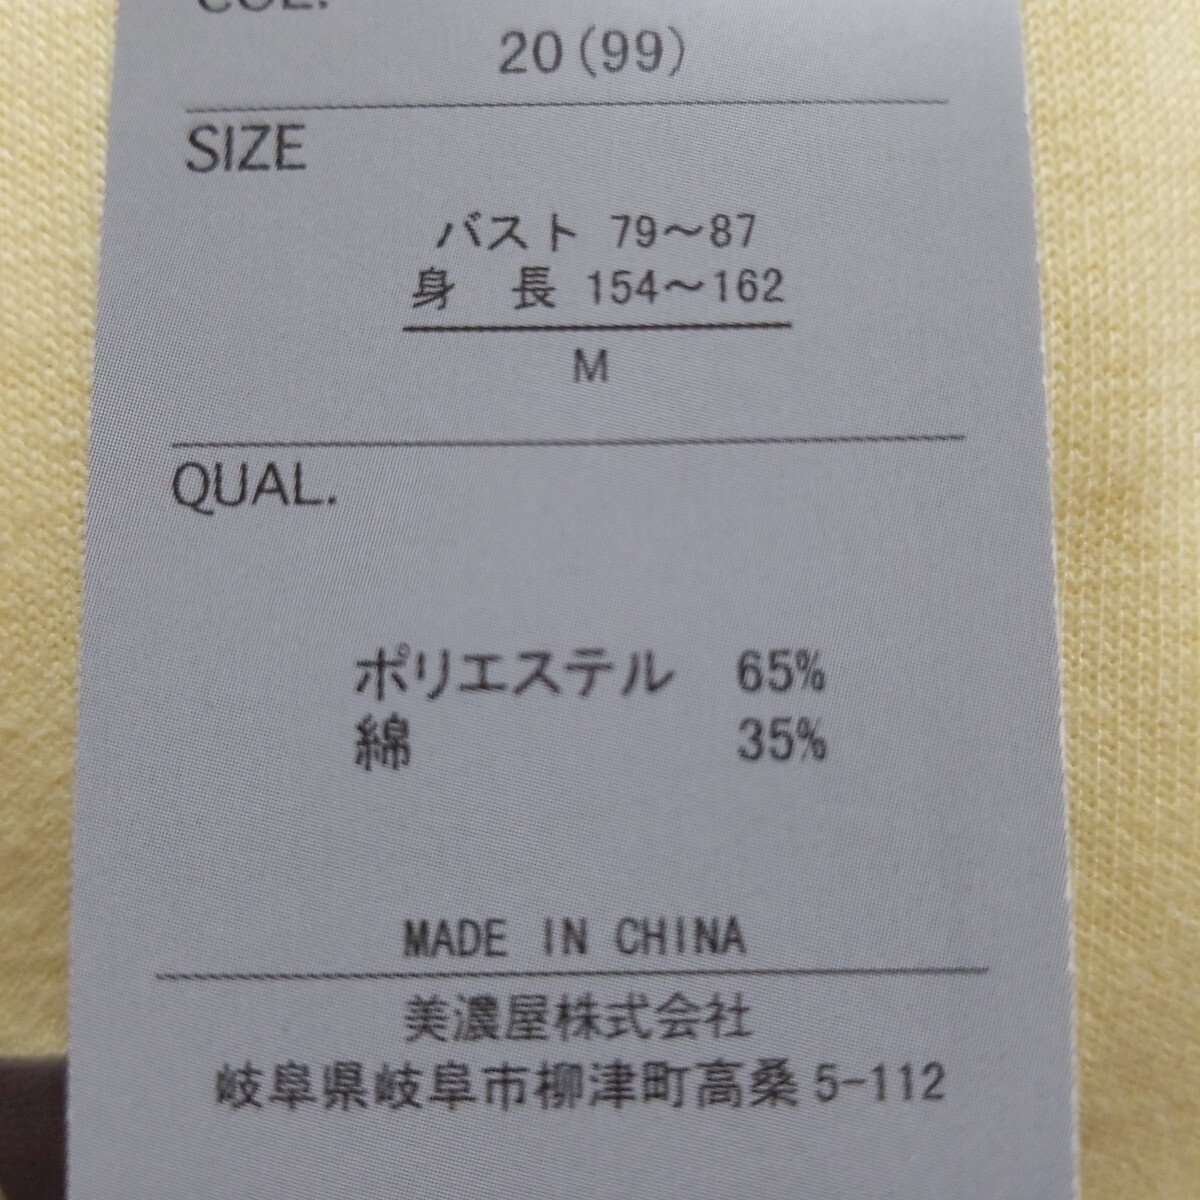 COL.
20(99)
SIZE
バスト 79～87
身　長 154～162
M
QUAL.
ポリエステル 65%
綿 35%
MADE IN CHINA
美濃屋株式会社
岐阜県岐阜市柳津町高桑5-112